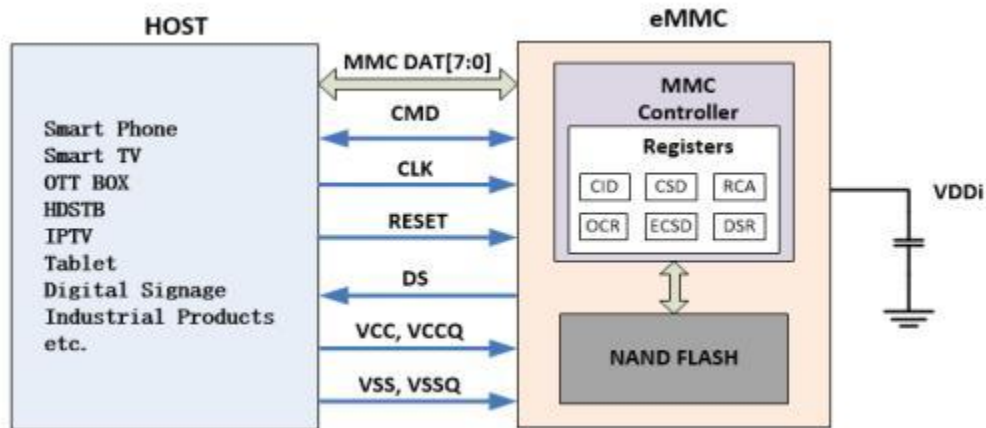 HOST
eMMC
MMC DAT[7:0]
CMD
CLK
RESET
DS
VCC, VCCQ
VSS, VSSQ
Smart Phone
Smart TV
OTT BOX
HDSTB
IPTV
Tablet
Digital Signage
Industrial Products
etc.
MMC
Controller
Registers
CID CSD RCA
OCR ECSD DSR
NAND FLASH
VDDi